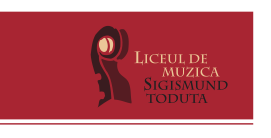 LICEUL DE
MUZICA
SIGISMUND
TODUTA